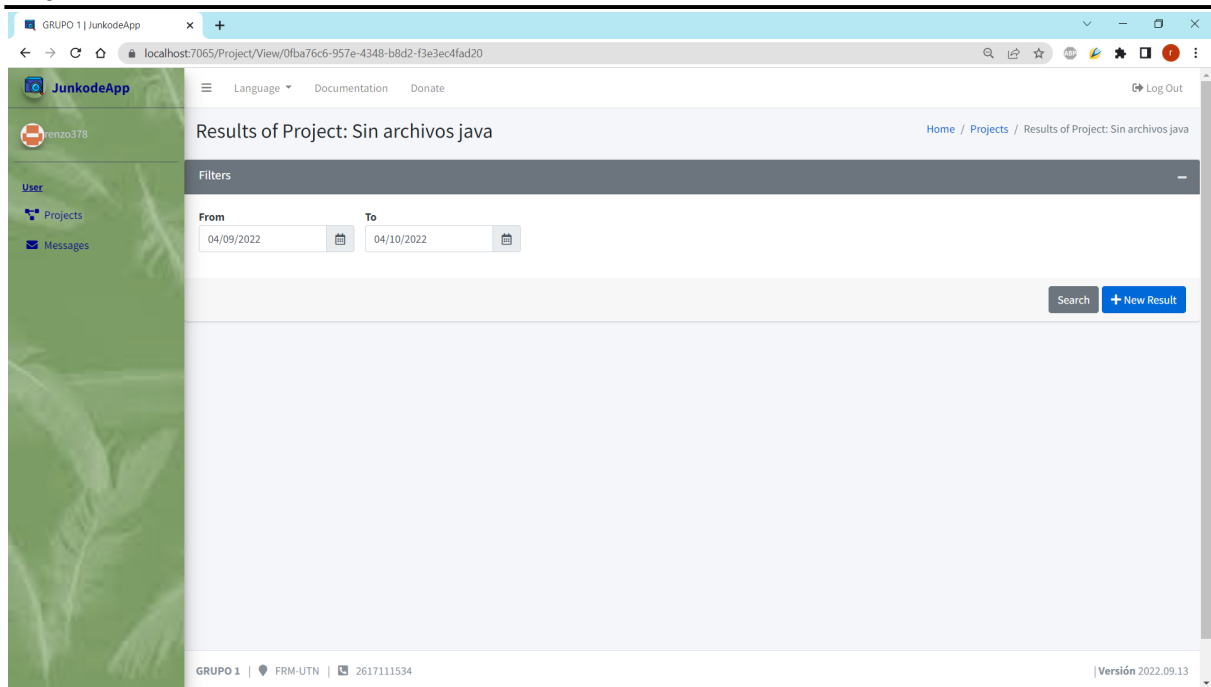 GRUPO 1 | JunkodeApp
localhost:7065/Project/View/0fba76c6-957e-4348-b8d2-f3e3ec4fad20
ABP
r
JunkodeApp
Language
Documentation
Donate
Log Out
renzo378
Results of Project: Sin archivos java
Home / Projects / Results of Project: Sin archivos java
Filters
User
Projects
Messages
From
To
04/09/2022
04/10/2022
Search
New Result
GRUPO 1 | FRM-UTN | 2617111534
| Versión 2022.09.13